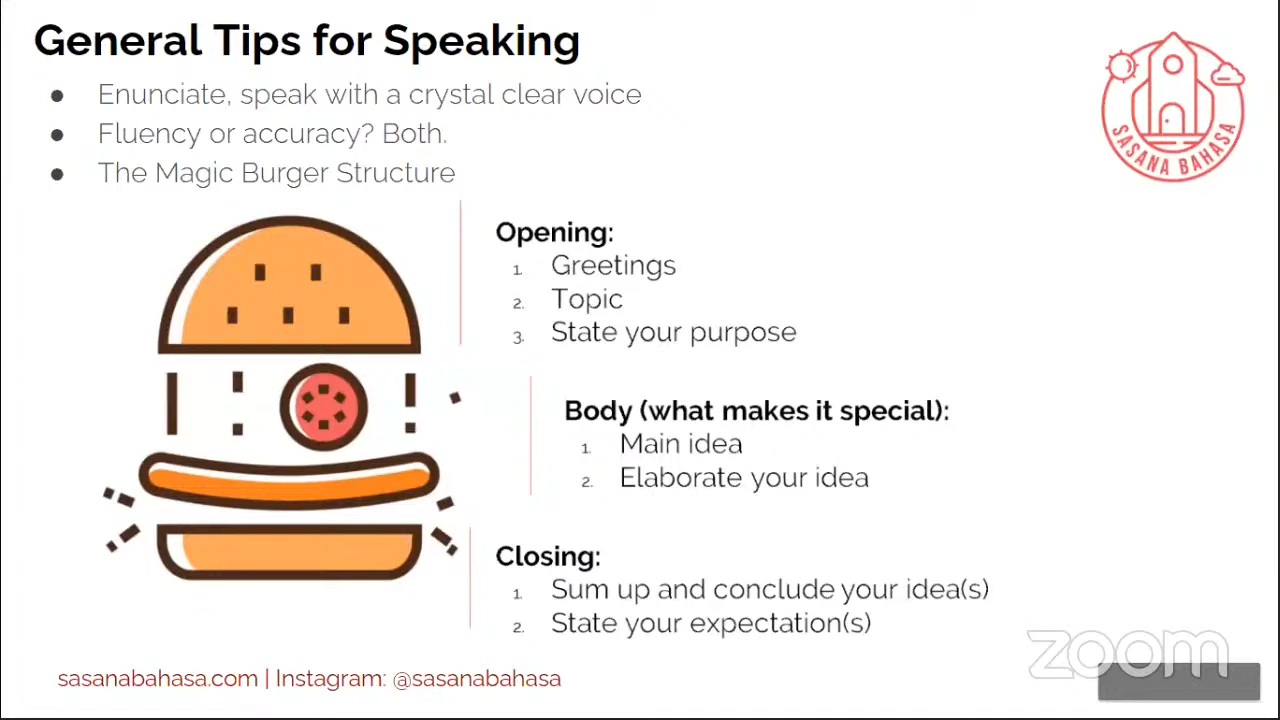 General Tips for Speaking
● Enunciate, speak with a crystal clear voice
● Fluency or accuracy? Both.
● The Magic Burger Structure
SASANA BAHASA
Opening:
1. Greetings
2. Topic
3. State your purpose
Body (what makes it special):
1. Main idea
2. Elaborate your idea
Closing:
1. Sum up and conclude your idea(s)
2. State your expectation(s)
zoom
sasanabahasa.com | Instagram: @sasanabahasa